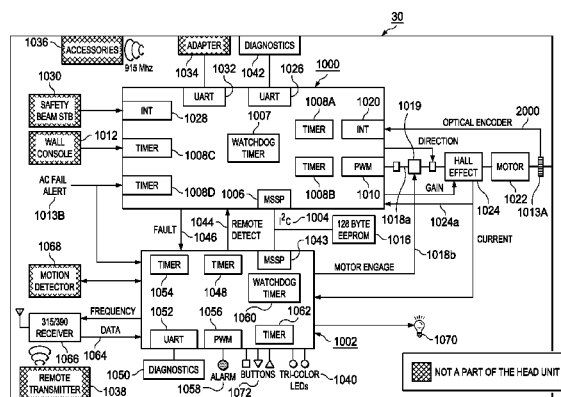 30
1036
ACCESSORIES
915 Mhz
ADAPTER
1034
DIAGNOSTICS
1042
1032
1026
1000
1030
SAFETY
BEAM STB
UART
UART
INT
1028
1007
1008A
TIMER
1020
INT
OPTICAL ENCODER
2000
1019
WALL
CONSOLE
1012
TIMER
1008C
WATCHDOG
TIMER
DIRECTION
TIMER
1008B
PWM
1010
HALL
EFFECT
1024
MOTOR
1022
1013A
AC FAIL
ALERT
1013B
TIMER
1008D
1006
MSSP
GAIN
1018a
1024a
1044
I2C
1004
128 BYTE
EEPROM
1016
1018b
CURRENT
FAULT
1046
REMOTE
DETECT
1043
1068
MOTION
DETECTOR
TIMER
1054
TIMER
1048
MSSP
WATCHDOG
TIMER
1060
MOTOR ENGAGE
FREQUENCY
315/390
RECEIVER
1066
DATA
1064
1052
UART
1056
PWM
1062
TIMER
1002
1070
1050
DIAGNOSTICS
ALARM
1058
BUTTONS
1072
TRI-COLOR
LEDs
1040
REMOTE
TRANSMITTER
1038
NOT A PART OF THE HEAD UNIT